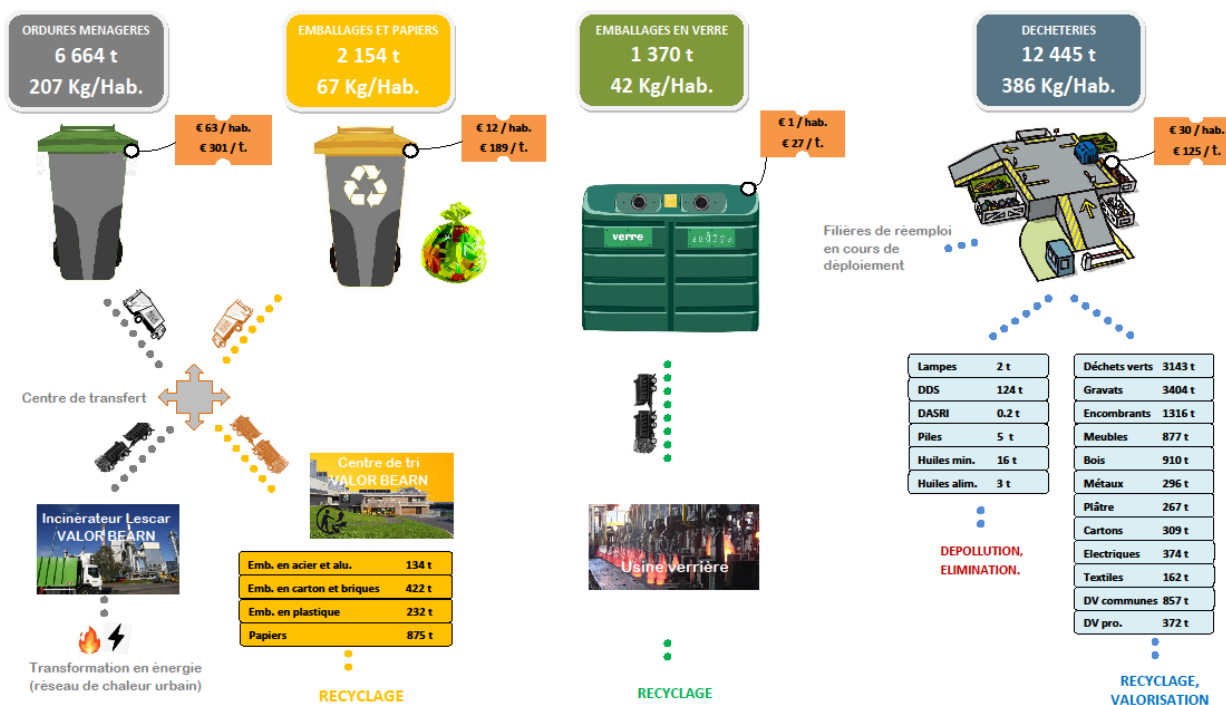 ORDURES MENAGERES
6 664 t
207 Kg/Hab.
EMBALLAGES ET PAPIERS
2 154 t
67 Kg/Hab.
EMBALLAGES EN VERRE
1 370 t
42 Kg/Hab.
DECHETERIES
12 445 t
386 Kg/Hab.
€ 63 / hab.
€ 301 / t.
€ 12 / hab.
€ 189 / t.
€ 1 / hab.
€ 27 / t.
€ 30 / hab.
€ 125 / t.
verre
Filières de réemploi
en cours de
déploiement
Centre de transfert
Incinérateur Lescar
VALOR BEARN
Transformation en énergie
(réseau de chaleur urbain)
Centre de tri
VALOR BEARN
Emb. en acier et alu. 134 t
Emb. en carton et briques 422 t
Emb. en plastique 232 t
Papiers 875 t
RECYCLAGE
Usine verrière
RECYCLAGE
Lampes 2 t
DDS 124 t
DASRI 0.2 t
Piles 5 t
Huiles min. 16 t
Huiles alim. 3 t
DEPOLLUTION,
ELIMINATION.
Déchets verts 3143 t
Gravats 3404 t
Encombrants 1316 t
Meubles 877 t
Bois 910 t
Métaux 296 t
Plâtre 267 t
Cartons 309 t
Electriques 374 t
Textiles 162 t
DV communes 857 t
DV pro. 372 t
RECYCLAGE,
VALORISATION